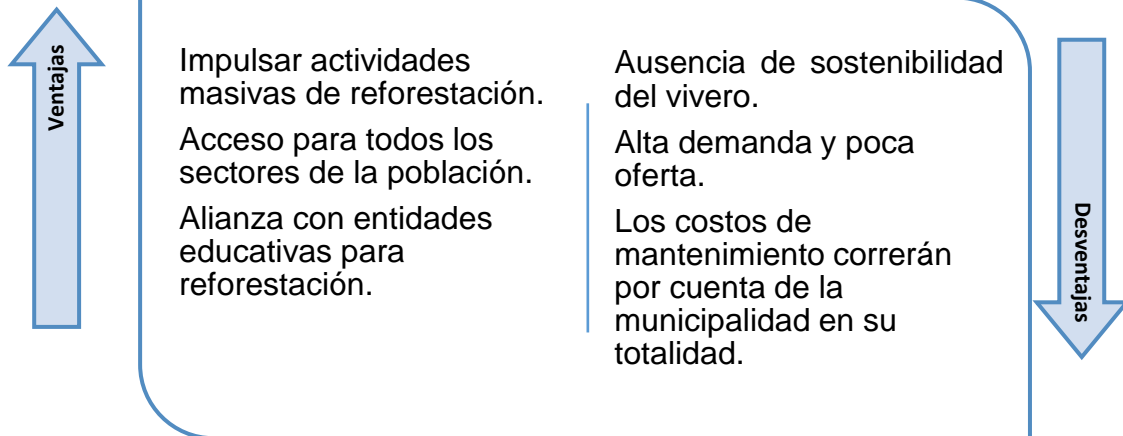 Ventajas
Impulsar actividades
masivas de reforestación.
Acceso para todos los
sectores de la población.
Alianza con entidades
educativas para
reforestación.
Ausencia de sostenibilidad
del vivero.
Alta demanda y poca
oferta.
Los costos de
mantenimiento correrán
por cuenta de la
municipalidad en su
totalidad.
Desventajas